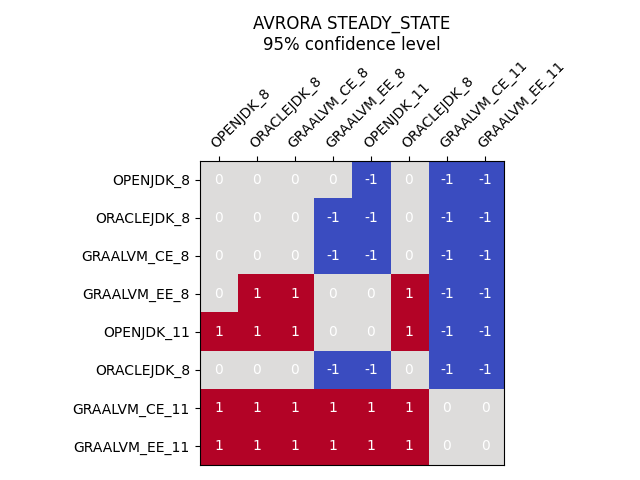 AVRORA STEADY_STATE
95% confidence level
OPENJDK_8 ORACLEJDK_8 GRAALVM_CE_8 GRAALVM_EE_8 OPENJDK_11 ORACLEJDK_8 GRAALVM_CE_11 GRAALVM_EE_11
OPENJDK_8 0 0 0 0 -1 0 -1 -1
ORACLEJDK_8 0 0 0 -1 -1 0 -1 -1
GRAALVM_CE_8 0 0 0 -1 -1 0 -1 -1
GRAALVM_EE_8 0 1 1 0 0 1 -1 -1
OPENJDK_11 1 1 1 0 0 1 -1 -1
ORACLEJDK_8 0 0 0 -1 -1 0 -1 -1
GRAALVM_CE_11 1 1 1 1 1 1 0 0
GRAALVM_EE_11 1 1 1 1 1 1 0 0